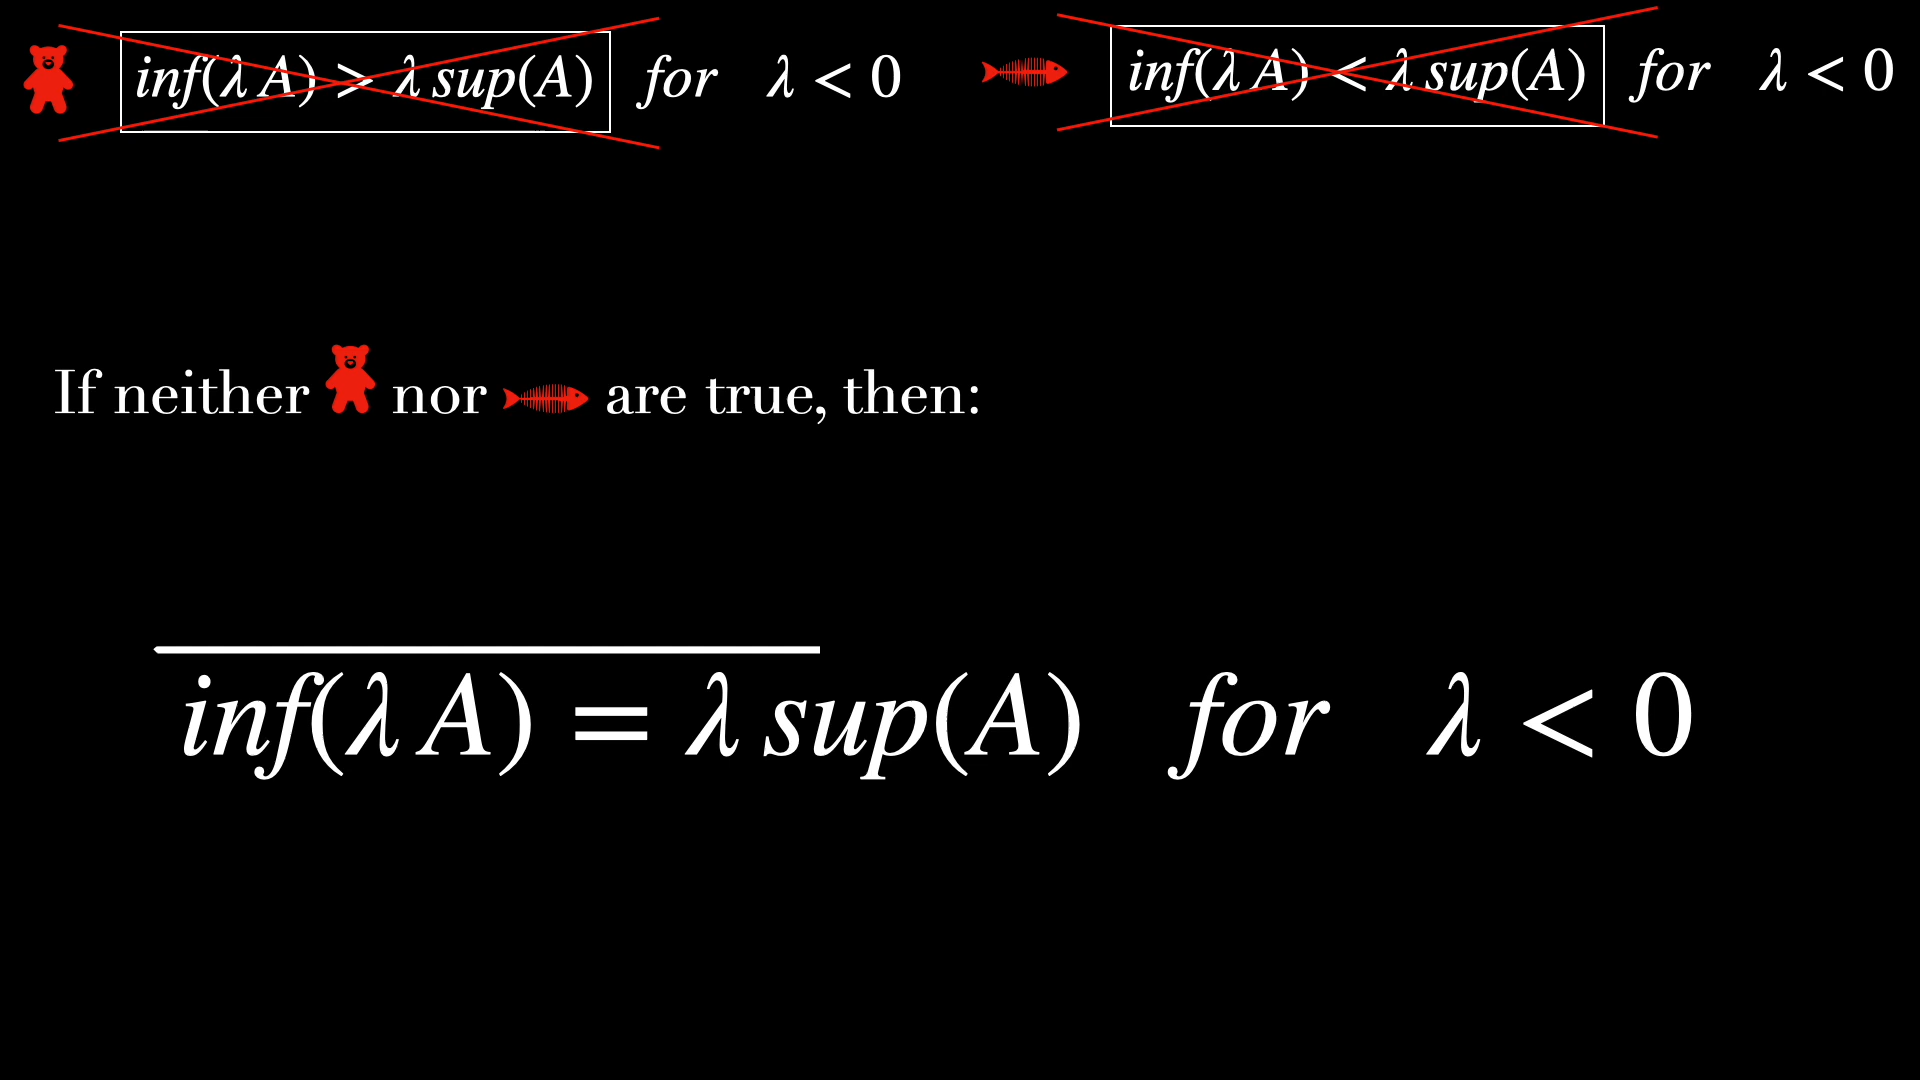 inf(λ A) > λ sup(A) for λ < 0
inf(λ A) < λ sup(A) for λ < 0
If neither nor are true, then:
inf(λ A) = λ sup(A) for λ < 0